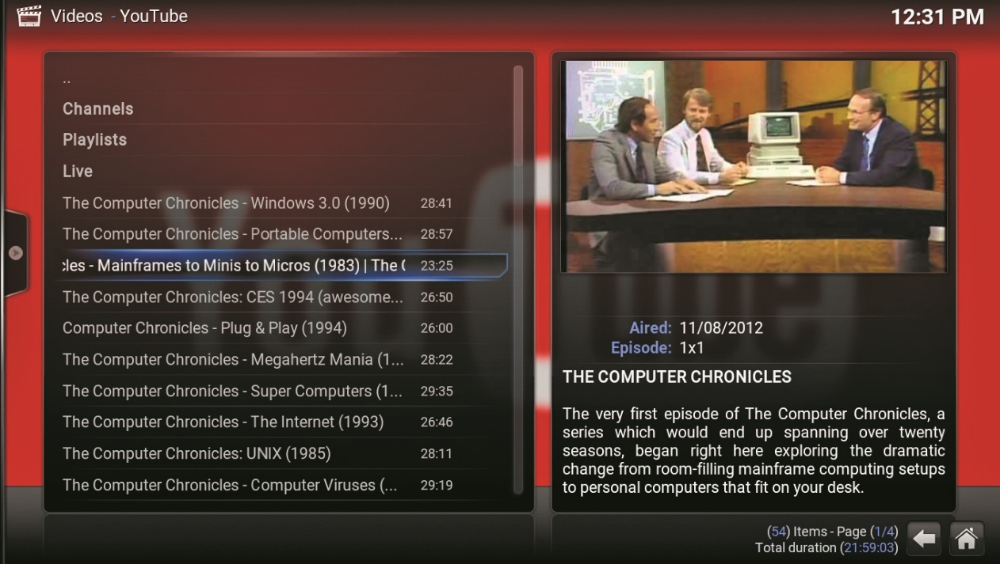 Videos - YouTube
12:31 PM
..
Channels
Playlists
Live
The Computer Chronicles - Windows 3.0 (1990) 28:41
The Computer Chronicles - Portable Computers... 28:57
cles - Mainframes to Minis to Micros (1983) | The 23:25
The Computer Chronicles: CES 1994 (awesome... 26:50
Computer Chronicles - Plug & Play (1994) 26:00
The Computer Chronicles - Megahertz Mania (1... 28:22
The Computer Chronicles - Super Computers (1... 29:35
The Computer Chronicles - The Internet (1993) 26:46
The Computer Chronicles: UNIX (1985) 28:11
The Computer Chronicles - Computer Viruses (... 29:19
Aired: 11/08/2012
Episode: 1x1
THE COMPUTER CHRONICLES
The very first episode of The Computer Chronicles, a
series which would end up spanning over twenty
seasons, began right here exploring the dramatic
change from room-filling mainframe computing setups
to personal computers that fit on your desk.
(54) Items - Page (1/4)
Total duration (21:59:03)